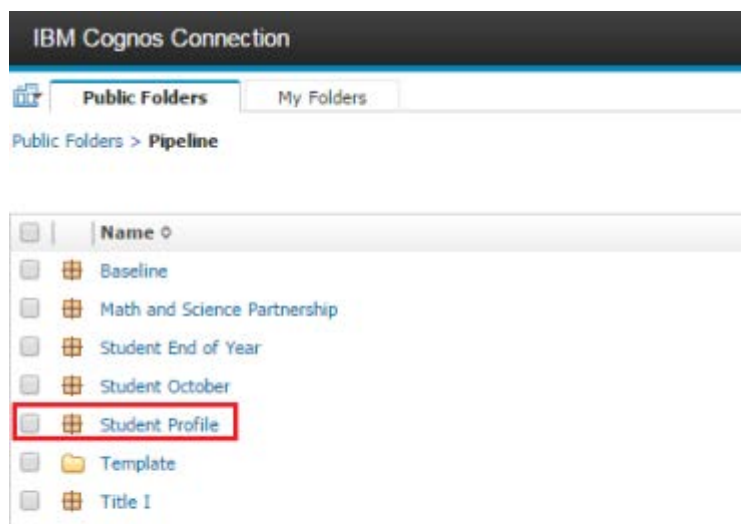 IBM Cognos Connection
Public Folders My Folders
Public Folders > Pipeline
Name
Baseline
Math and Science Partnership
Student End of Year
Student October
Student Profile
Template
Title I